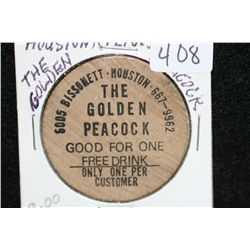 HOUSTON
408
THE GOLDEN
PEACOCK
6005 BISSONETT - HOUSTON - 667-9962
THE
GOLDEN
PEACOCK
GOOD FOR ONE
FREE DRINK
ONLY ONE PER
CUSTOMER